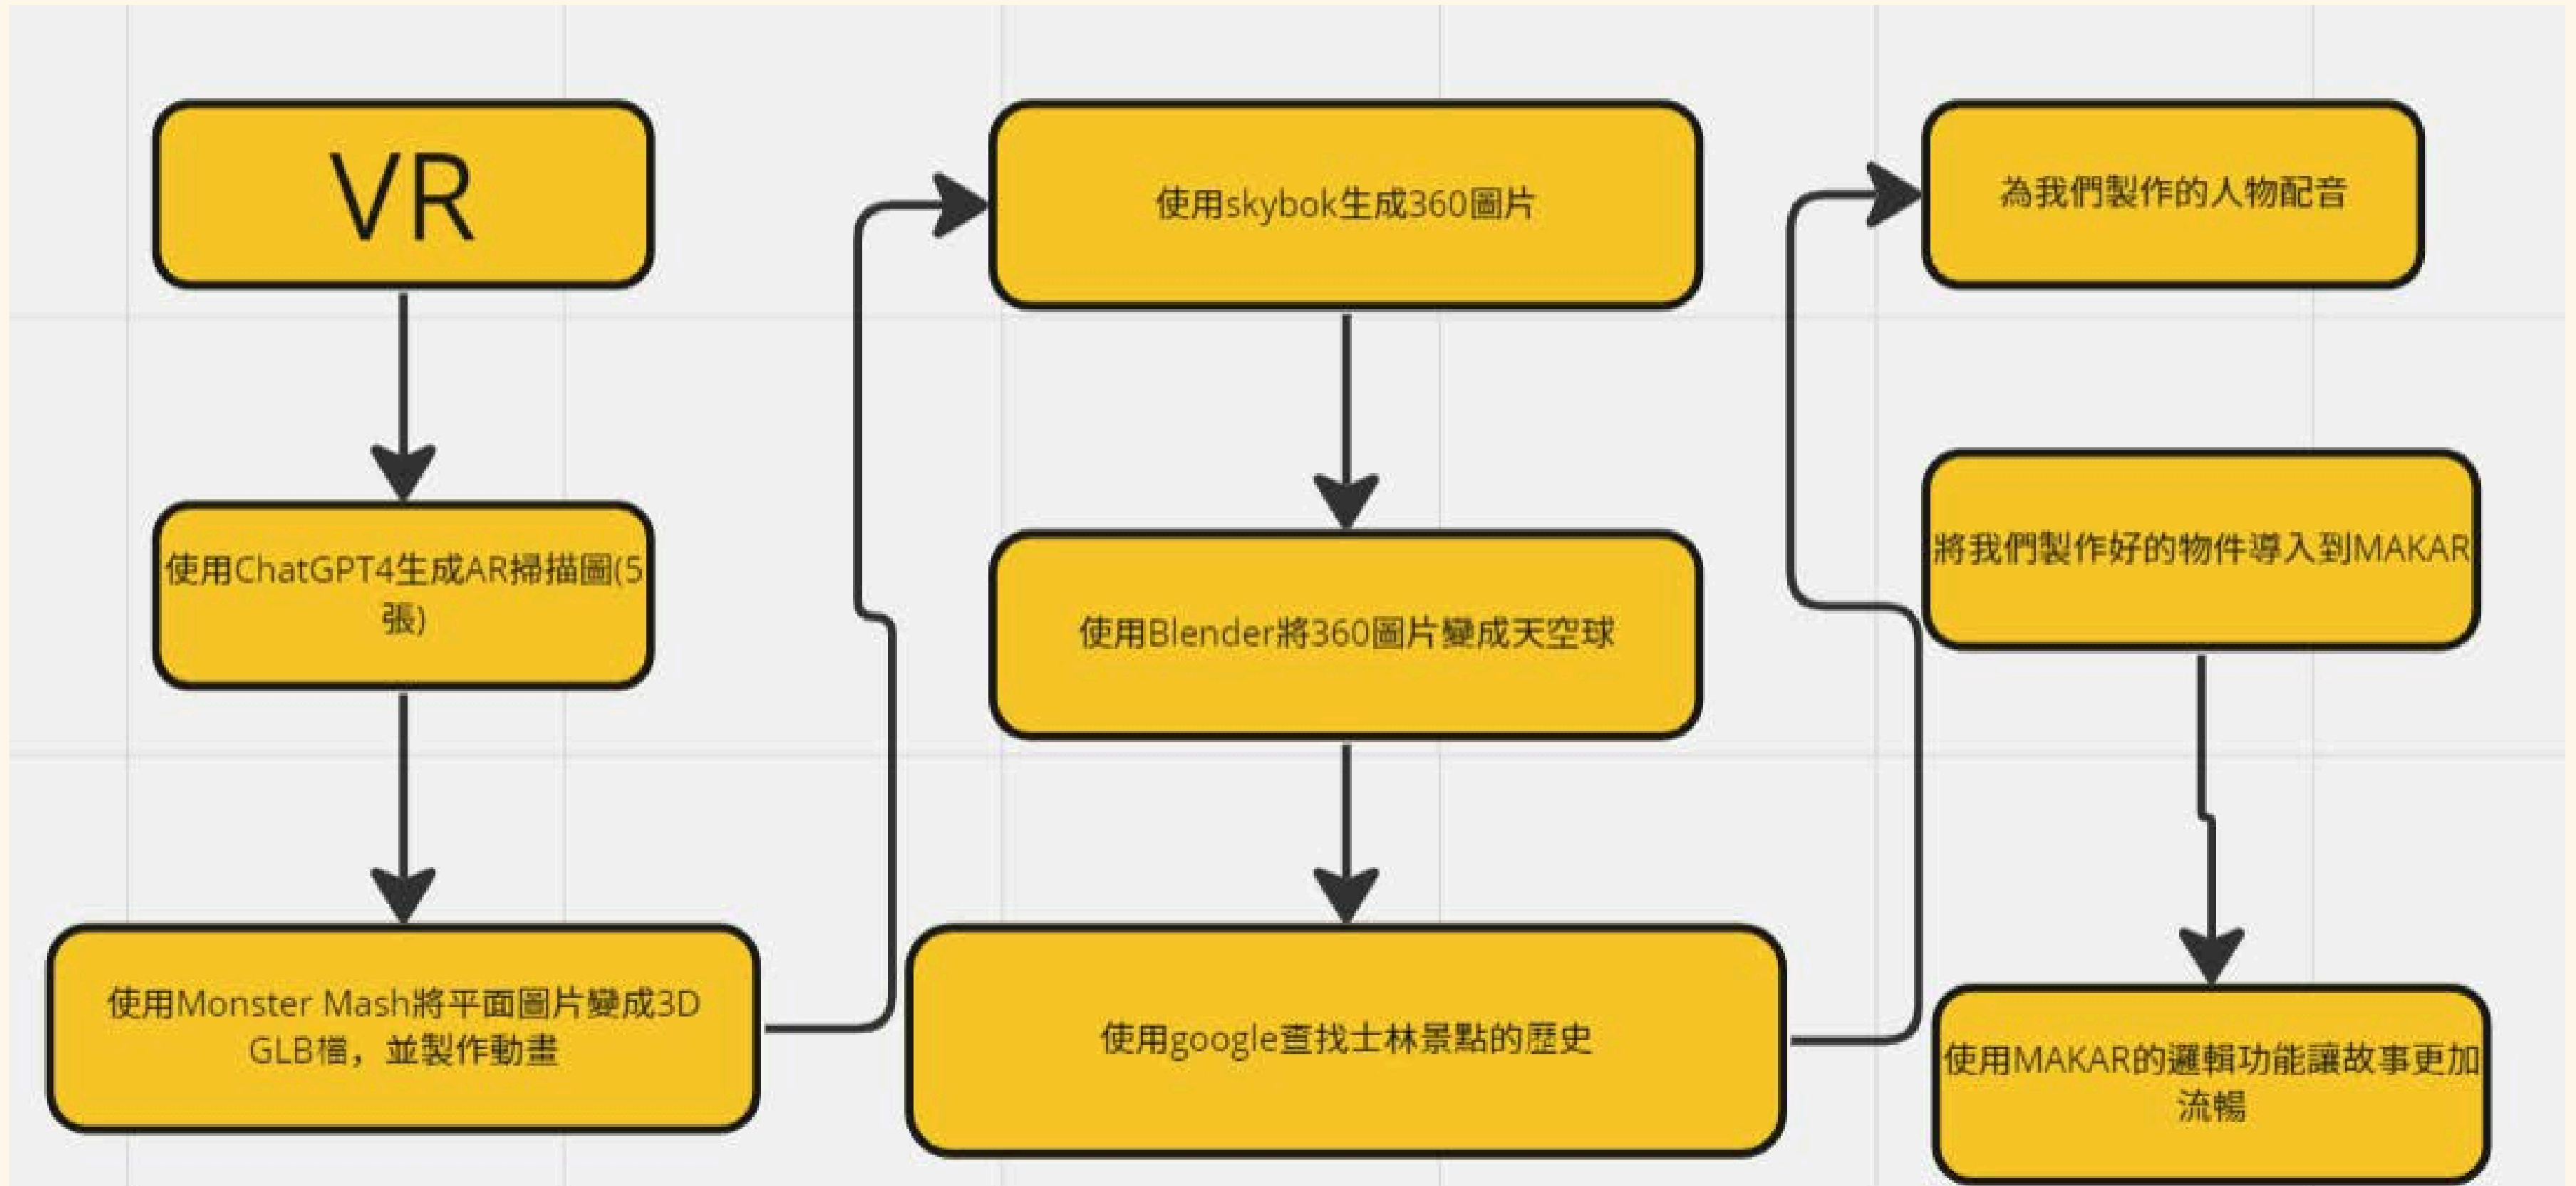 VR
使用ChatGPT4生成AR掃描圖(5
張)
使用Monster Mash將平面圖片變成3D
GLB檔，並製作動畫
使用skybok生成360圖片
使用Blender將360圖片變成天空球
使用google查找士林景點的歷史
為我們製作的人物配音
將我們製作好的物件導入到MAKAR
使用MAKAR的邏輯功能讓故事更加
流暢